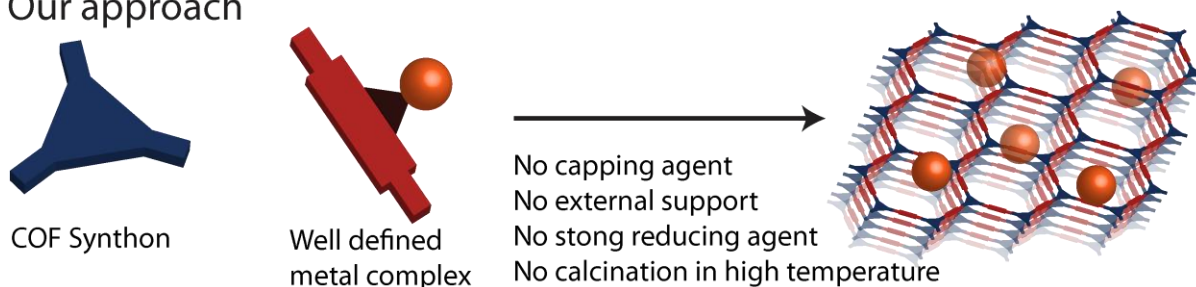 Our approach
COF Synthon
Well defined
metal complex
No capping agent
No external support
No stong reducing agent
No calcination in high temperature